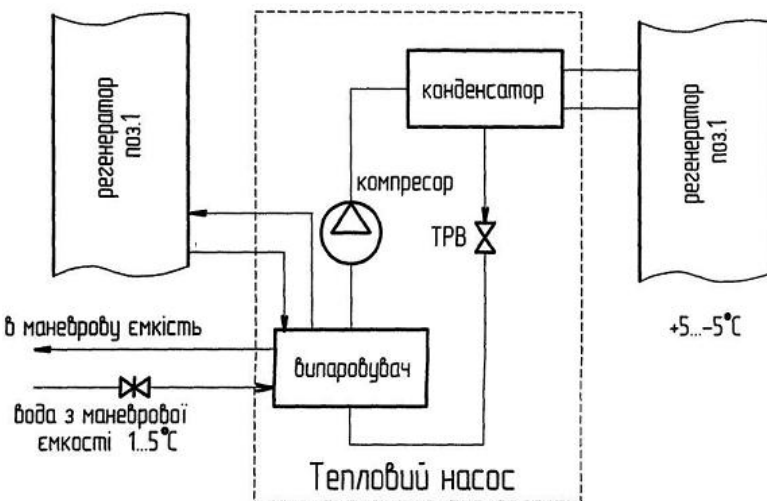 регенератор
поз.1
конденсатор
регенератор
поз.1
компресор
ТРВ
+5...-5°С
в маневрову емкість
випаровувач
вода з маневрової
емкості 1...5°С
Тепловий насос